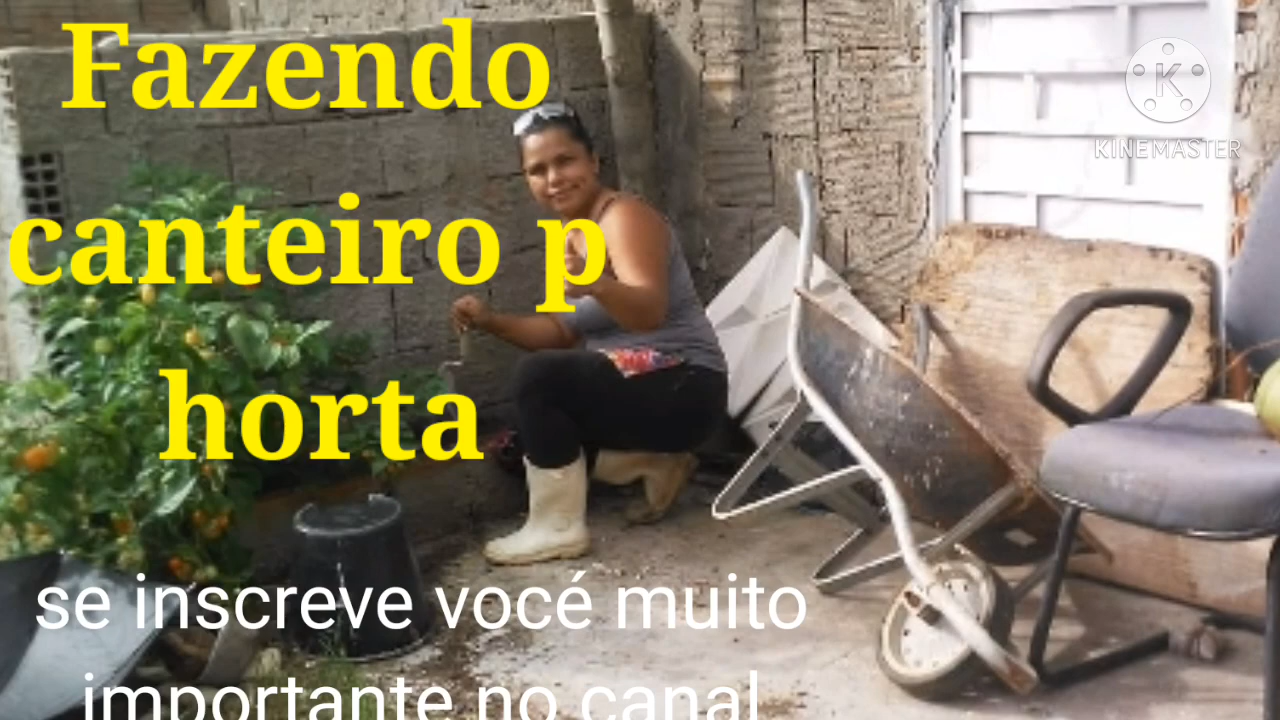 Fazendo
canteiro p
horta
K
KINEMASTER
se inscreve vocé muito
importante no canal